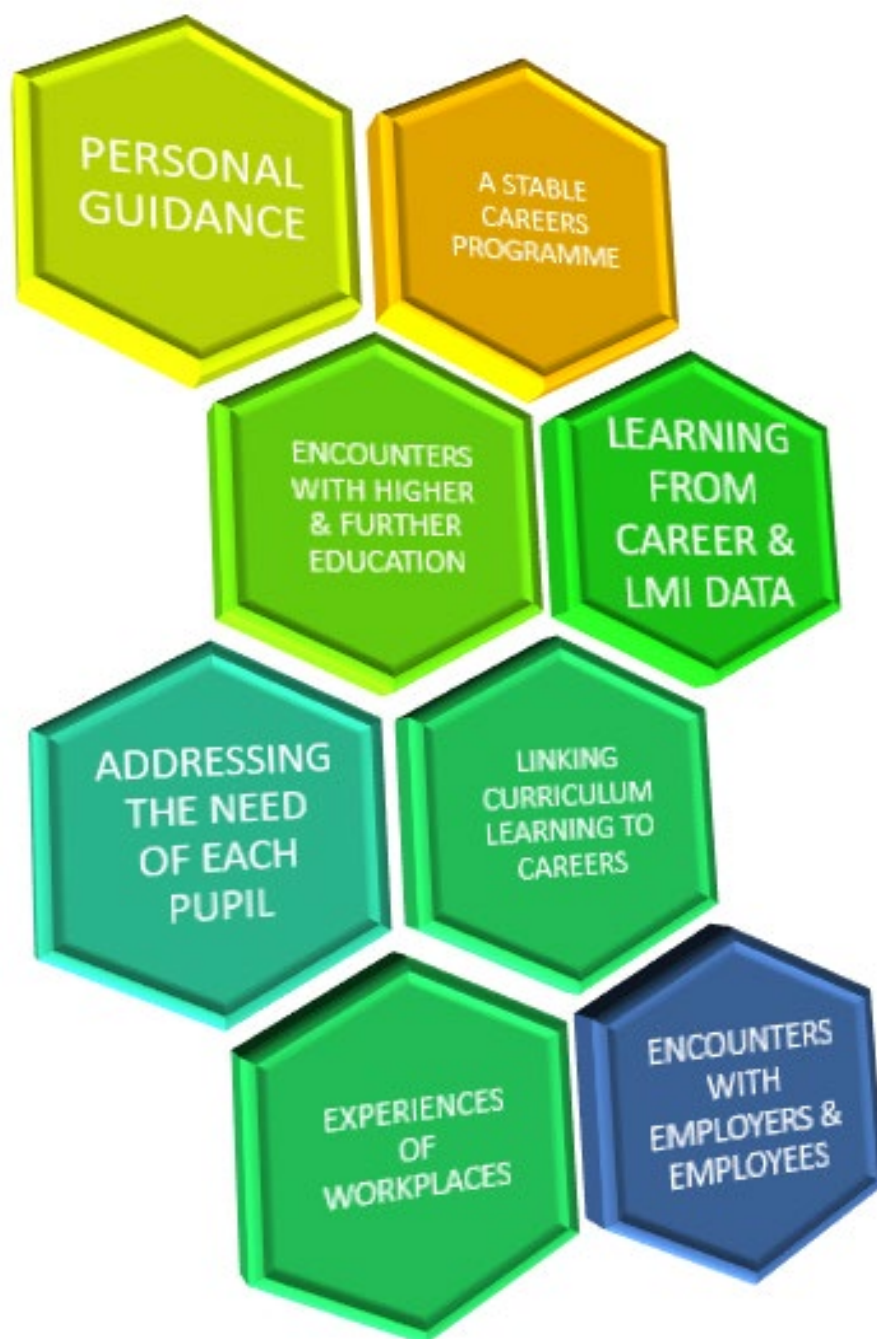 PERSONAL
GUIDANCE
A STABLE
CAREERS
PROGRAMME
ENCOUNTERS
WITH HIGHER
& FURTHER
EDUCATION
LEARNING
FROM
CAREER &
LMI DATA
ADDRESSING
THE NEED
OF EACH
PUPIL
LINKING
CURRICULUM
LEARNING TO
CAREERS
EXPERIENCES
OF
WORKPLACES
ENCOUNTERS
WITH
EMPLOYERS &
EMPLOYEES